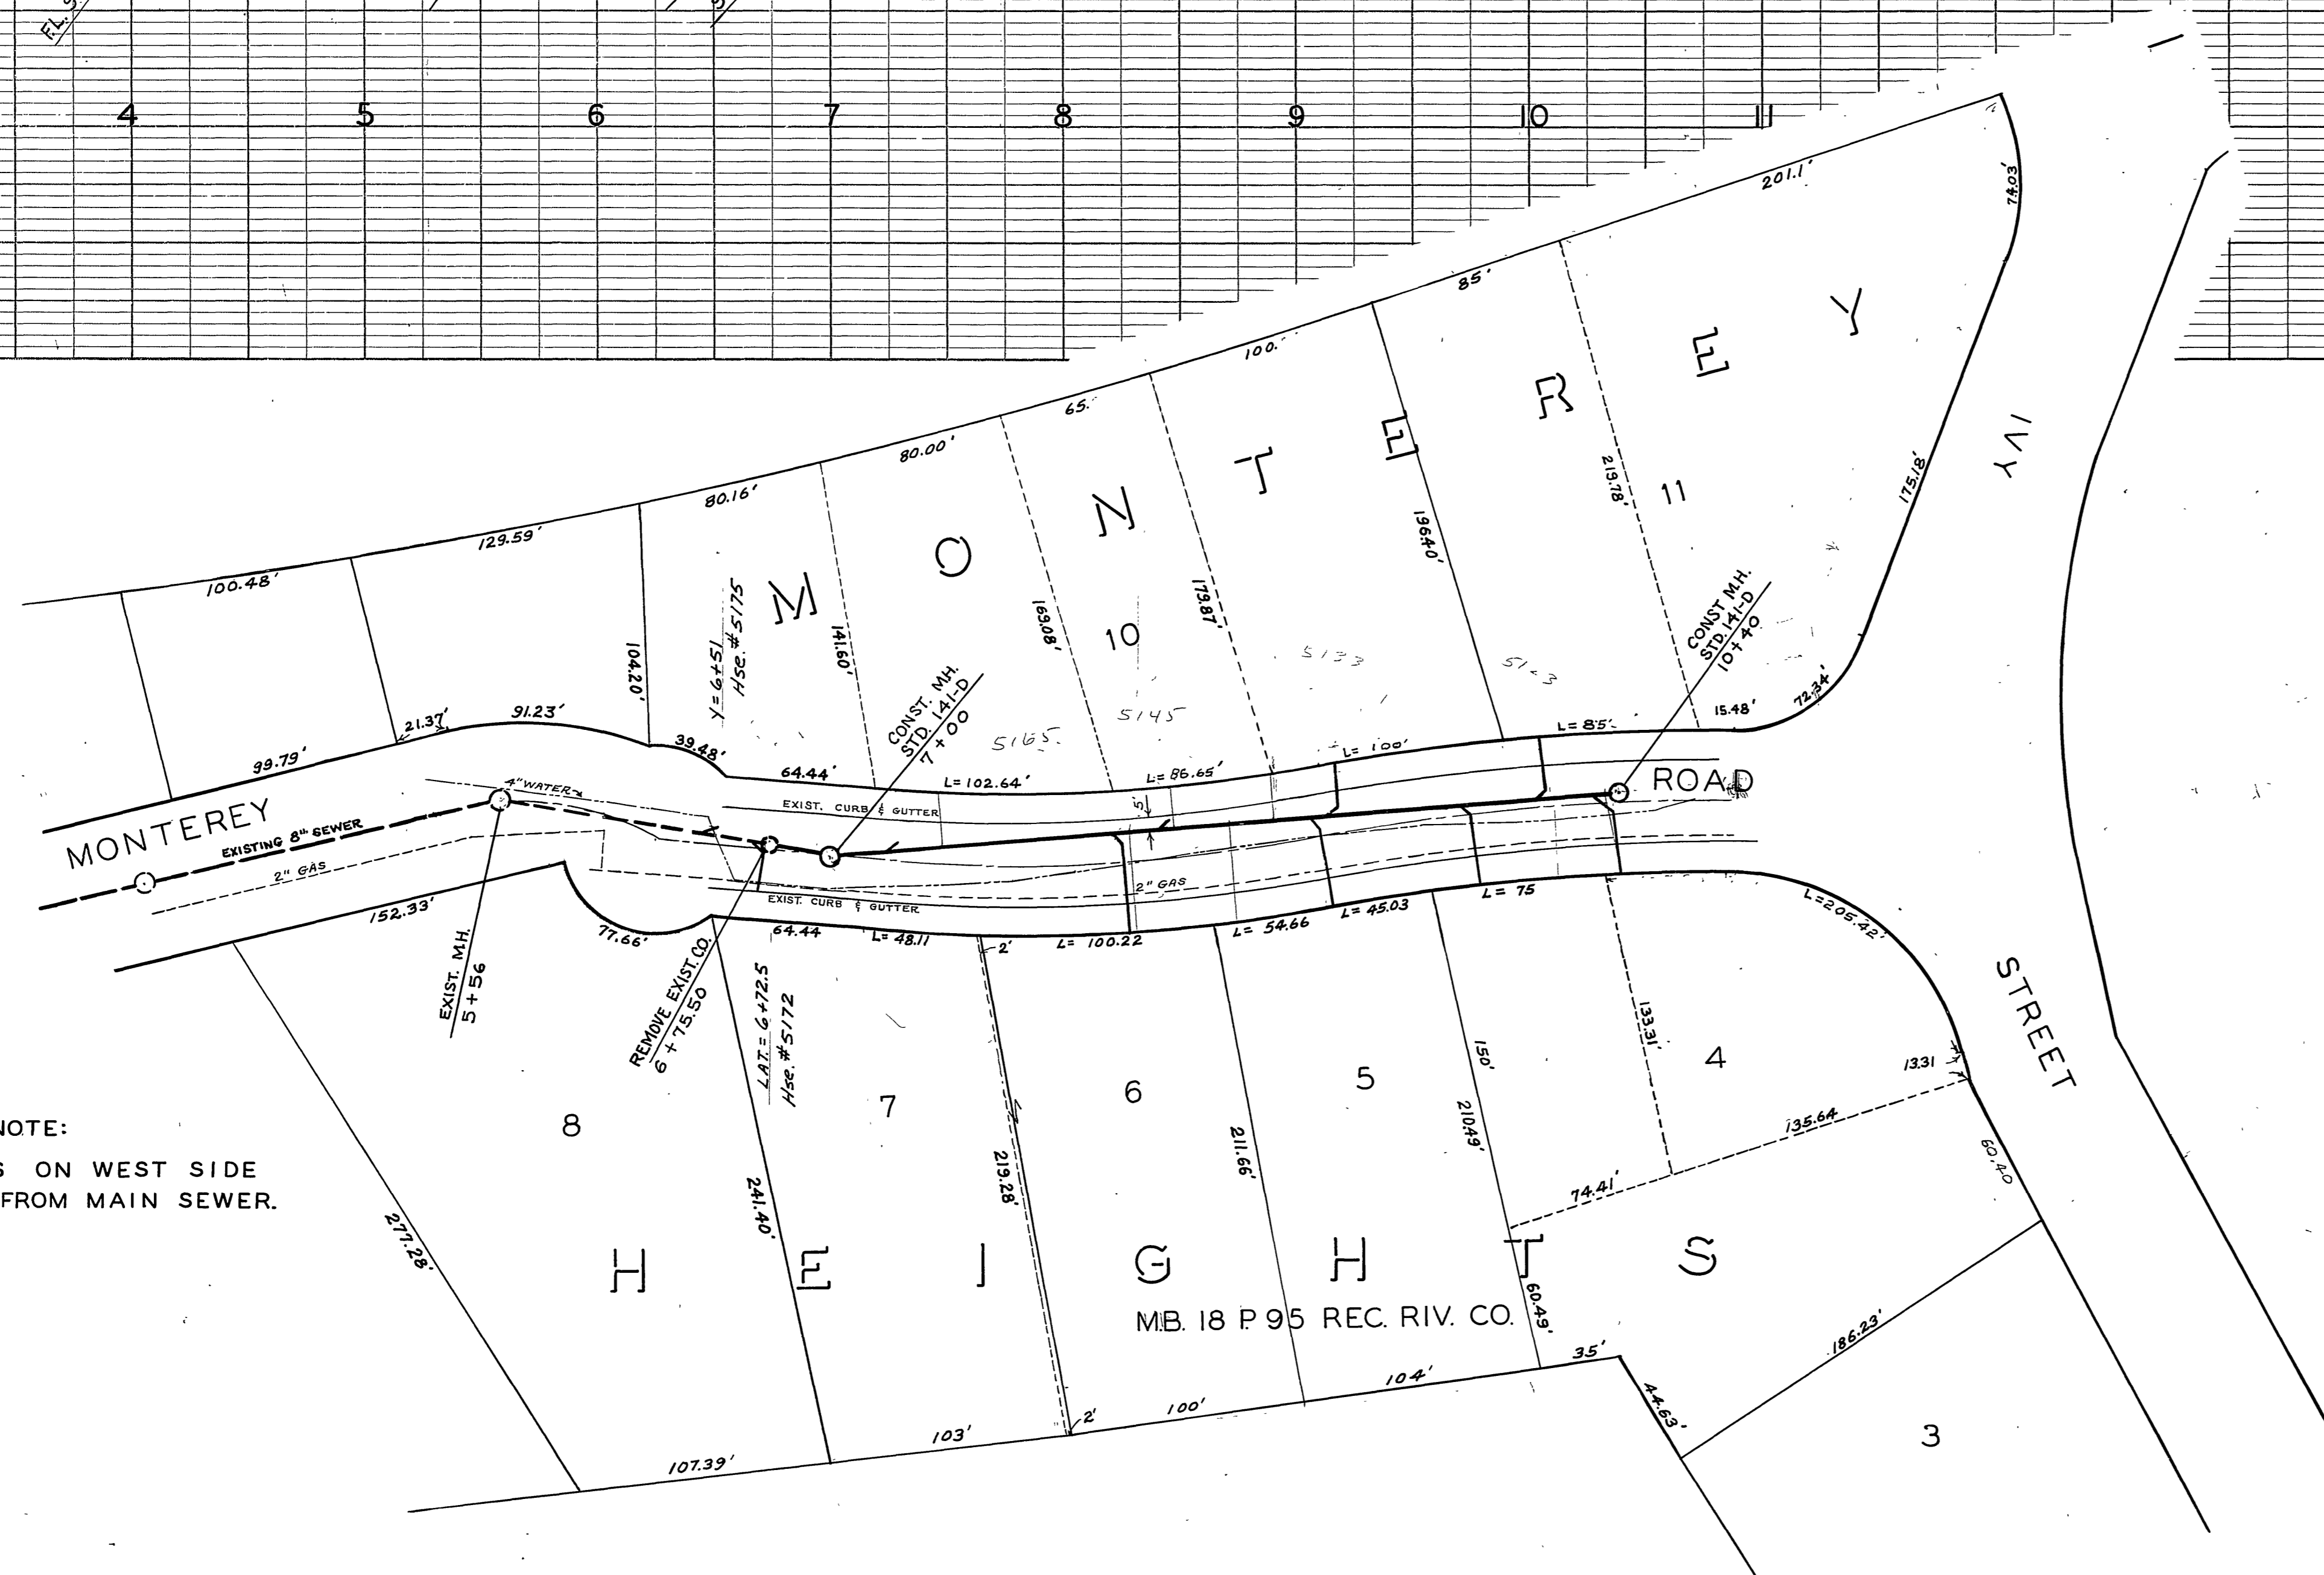 F.L.
4 5 6 7 8 9 10 11
201.1'
74.03'
85'
100.'
65.'
80.00'
80.16'
129.59'
100.48'
MONTEREY
IVY
STREET
175.18'
219.78'
11
196.40'
179.87'
10
169.08'
141.60'
104.20'
Y = 6+51
Hse. #5175
CONST. MH.
STD. 141-D
7 + 00
CONST M.H.
STD. 141-D
10 + 40
5133
5145
5165
99.79'
21.37'
91.23'
39.48'
64.44'
L=102.64'
L= 86.65'
L= 100'
L= 85'
15.48'
72.34'
MONTEREY
ROAD
EXISTING 8" SEWER
4" WATER
2" GAS
EXIST. CURB & GUTTER
5'
2" GAS
EXIST. CURB & GUTTER
152.33'
77.66'
64.44
L= 48.11
2'
L= 100.22
L= 54.66
L= 45.03
L= 75
L=205.42'
EXIST. MH.
5 + 56
REMOVE EXIST. CO.
6 + 75.50
LAT. = 6+72.5
Hse. #5172
8
7
6
5
4
3
133.31'
13.31
135.64
74.41'
60.40
150'
210.49'
211.66'
219.28'
241.40'
277.28'
NOTE:
S ON WEST SIDE
FROM MAIN SEWER.
HEIGHTS
M.B. 18 P. 95 REC. RIV. CO.
60.49'
186.23'
35'
44.63'
104'
100'
2'
103'
107.39'